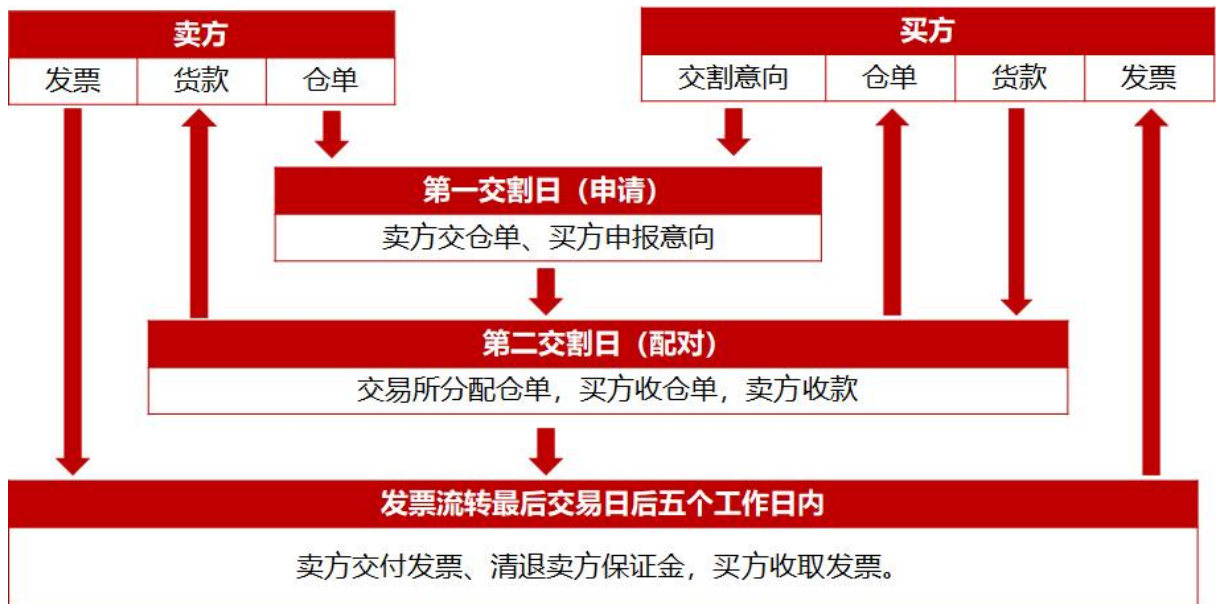 卖方
发票 货款 仓单
买方
交割意向 仓单 货款 发票
第一交割日（申请）
卖方交仓单、买方申报意向
第二交割日（配对）
交易所分配仓单，买方收仓单，卖方收款
发票流转最后交易日后五个工作日内
卖方交付发票、清退卖方保证金，买方收取发票。